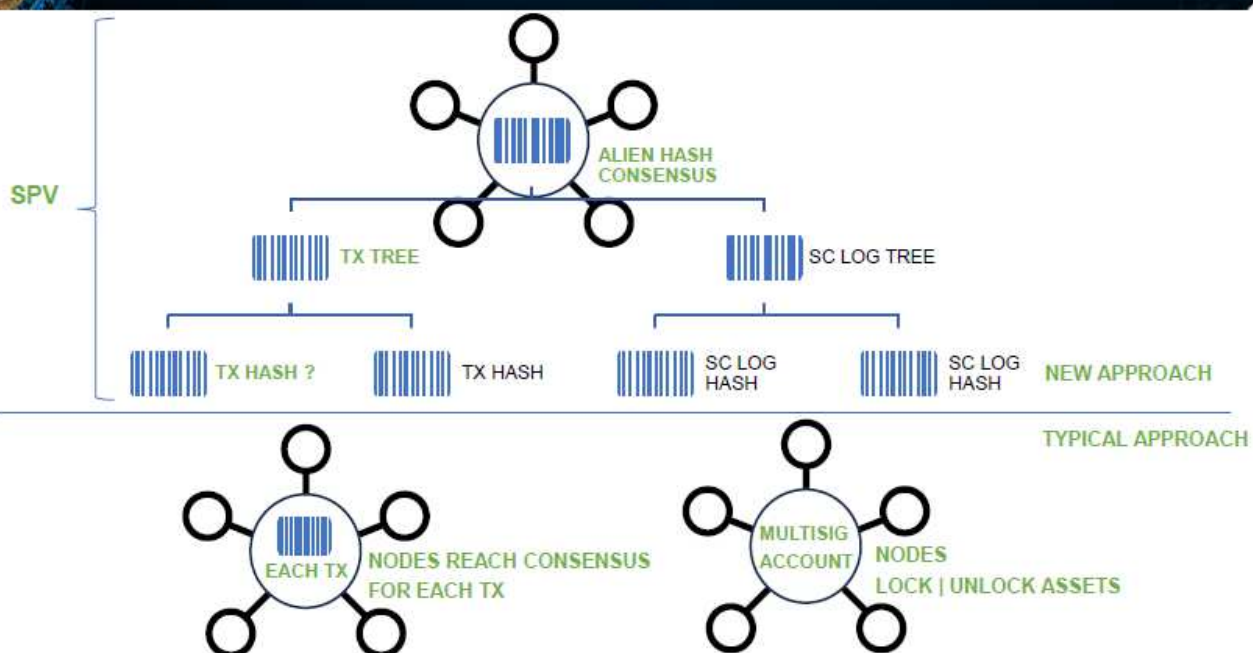 ALIEN HASH
CONSENSUS
SPV
TX TREE
SC LOG TREE
TX HASH ?
TX HASH
SC LOG
HASH
SC LOG
HASH
NEW APPROACH
TYPICAL APPROACH
EACH TX
NODES REACH CONSENSUS
FOR EACH TX
MULTISIG
ACCOUNT
NODES
LOCK | UNLOCK ASSETS